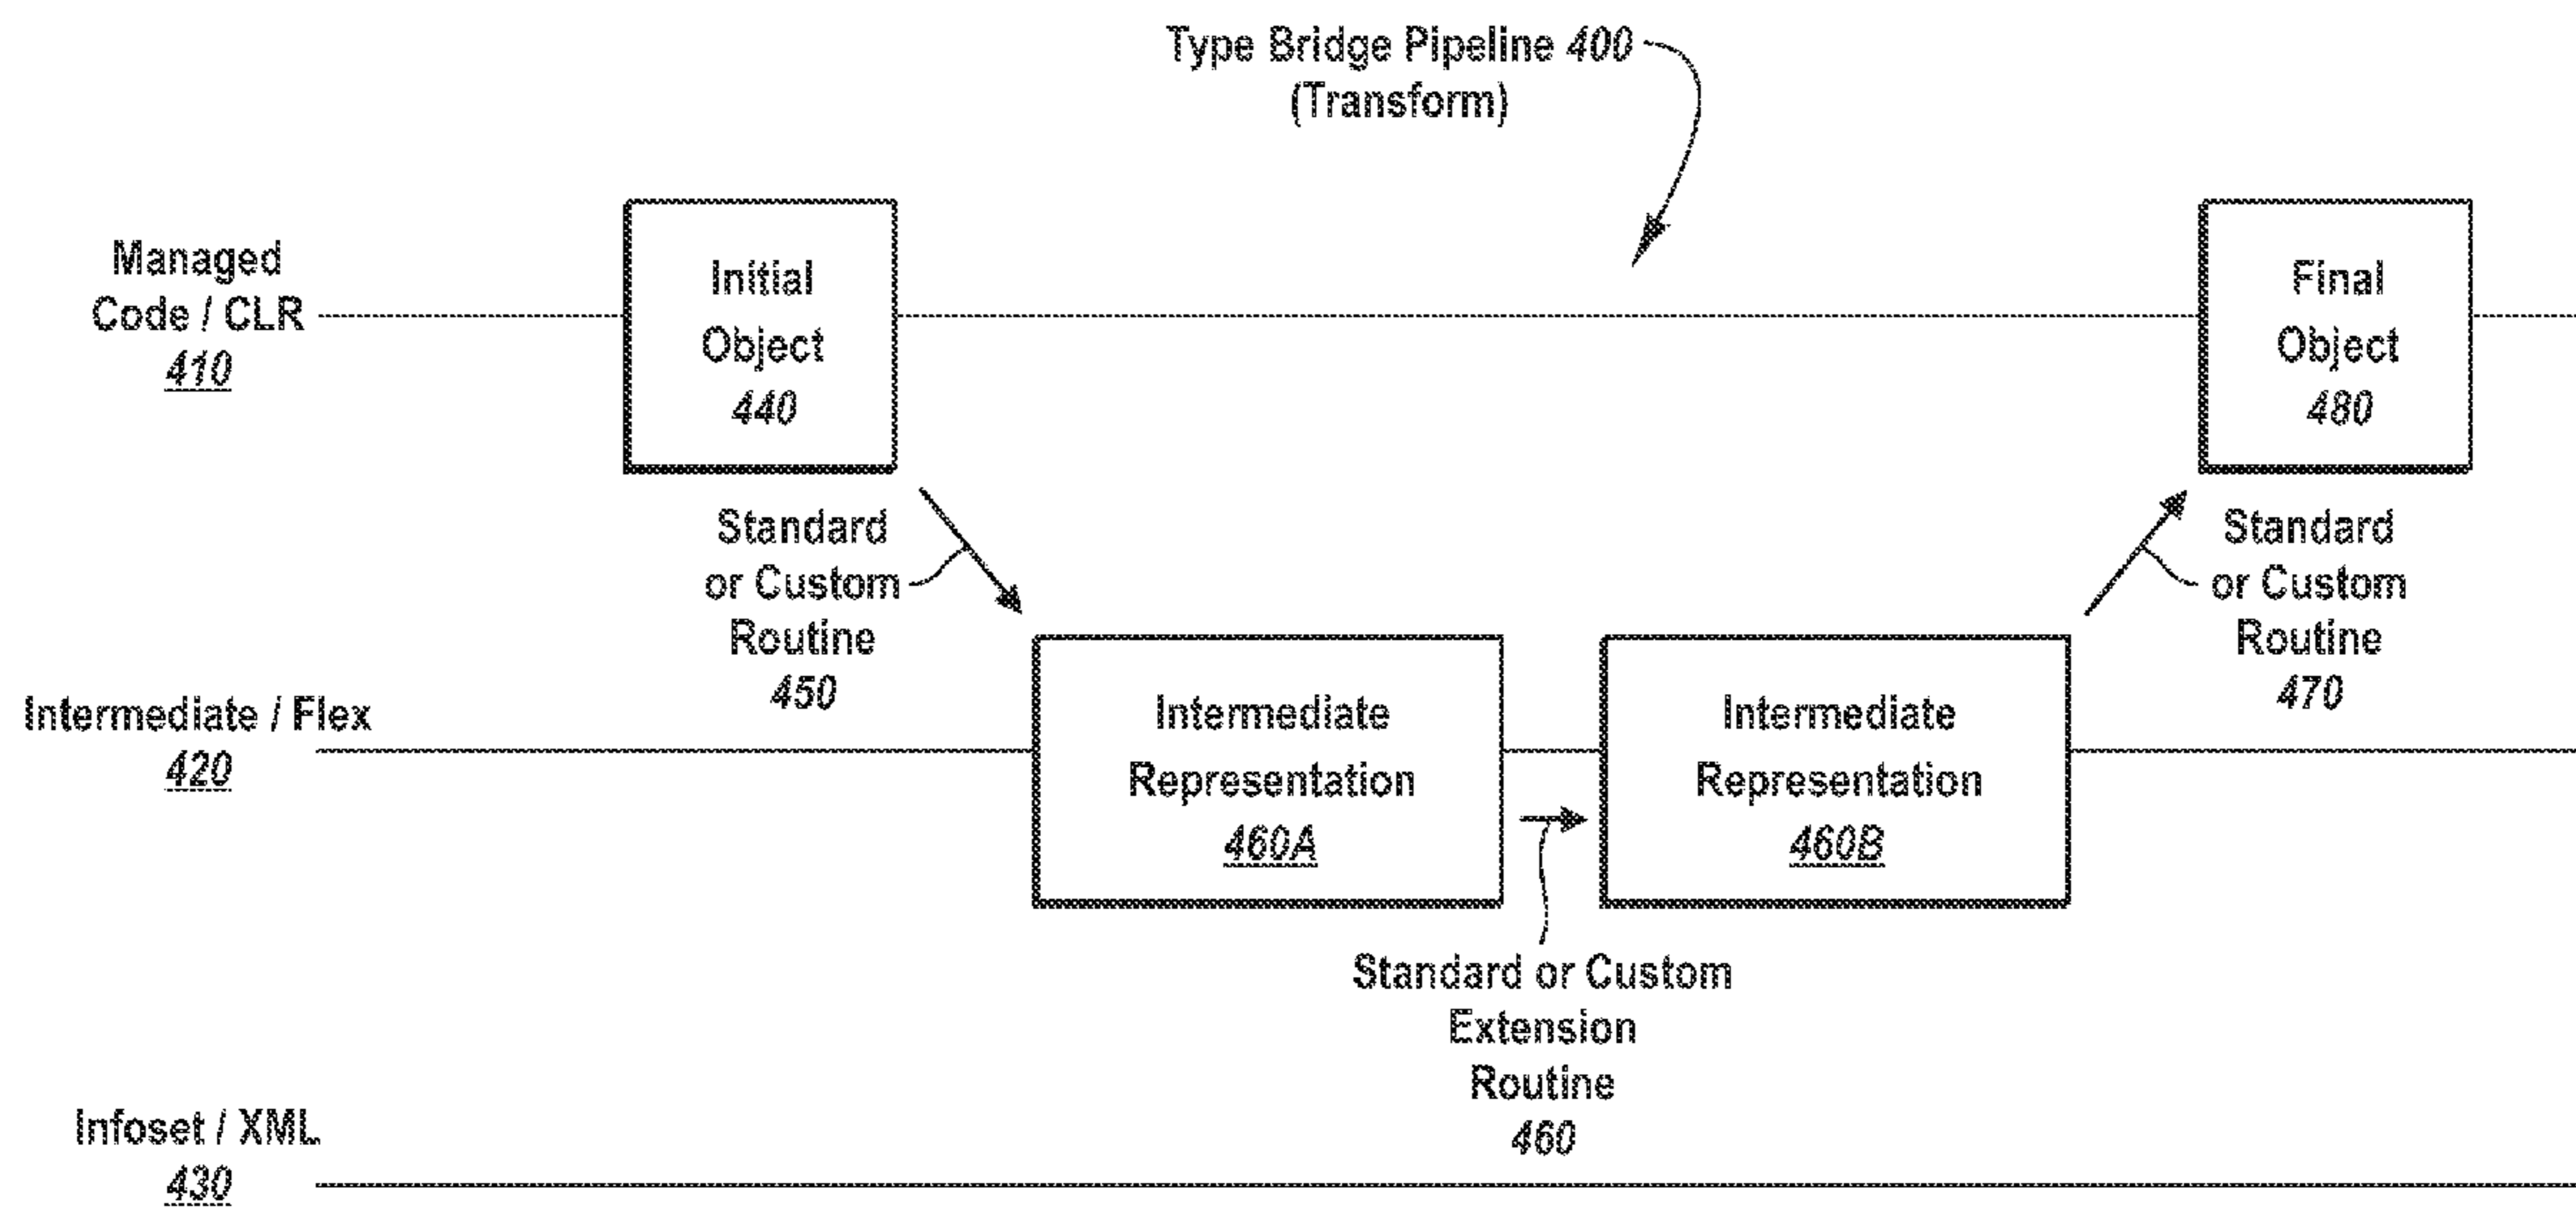 Type Bridge Pipeline 400
(Transform)
Managed
Code / CLR
410
Initial
Object
440
Final
Object
480
Standard
or Custom
Routine
450
Standard
or Custom
Routine
470
Intermediate / Flex
420
Intermediate
Representation
460A
Intermediate
Representation
460B
Standard or Custom
Extension
Routine
460
Infoset / XML
430